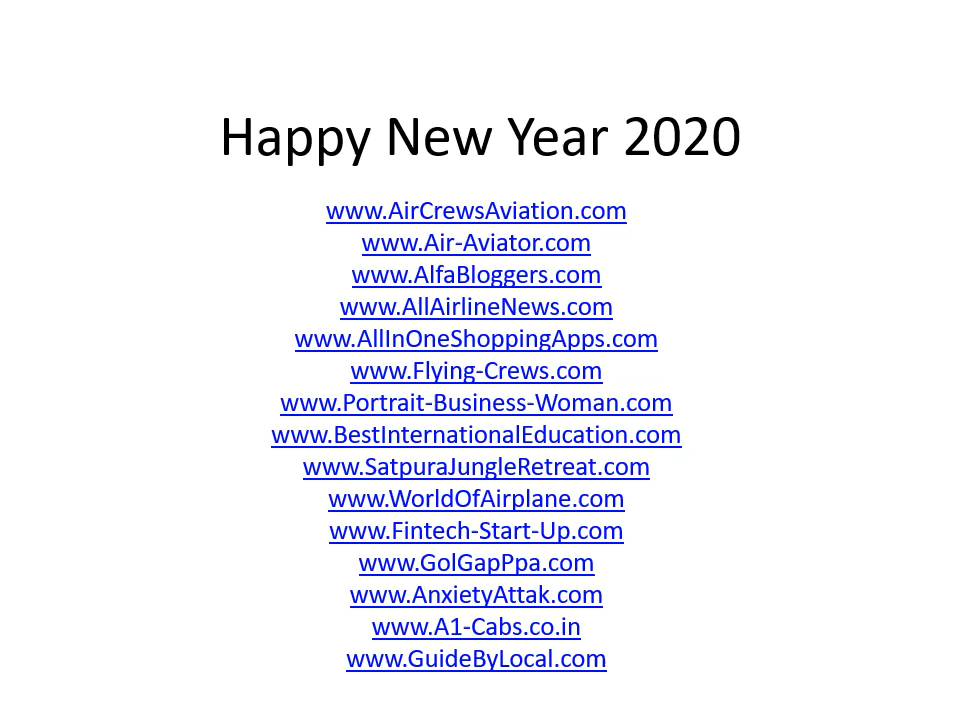 Happy New Year 2020
www.AirCrewsAviation.com
www.Air-Aviator.com
www.AlfaBloggers.com
www.AllAirlineNews.com
www.AllInOneShoppingApps.com
www.Flying-Crews.com
www.Portrait-Business-Woman.com
www.BestInternationalEducation.com
www.SatpuraJungleRetreat.com
www.WorldOfAirplane.com
www.Fintech-Start-Up.com
www.GolGapPpa.com
www.AnxietyAttak.com
www.A1-Cabs.co.in
www.GuideByLocal.com